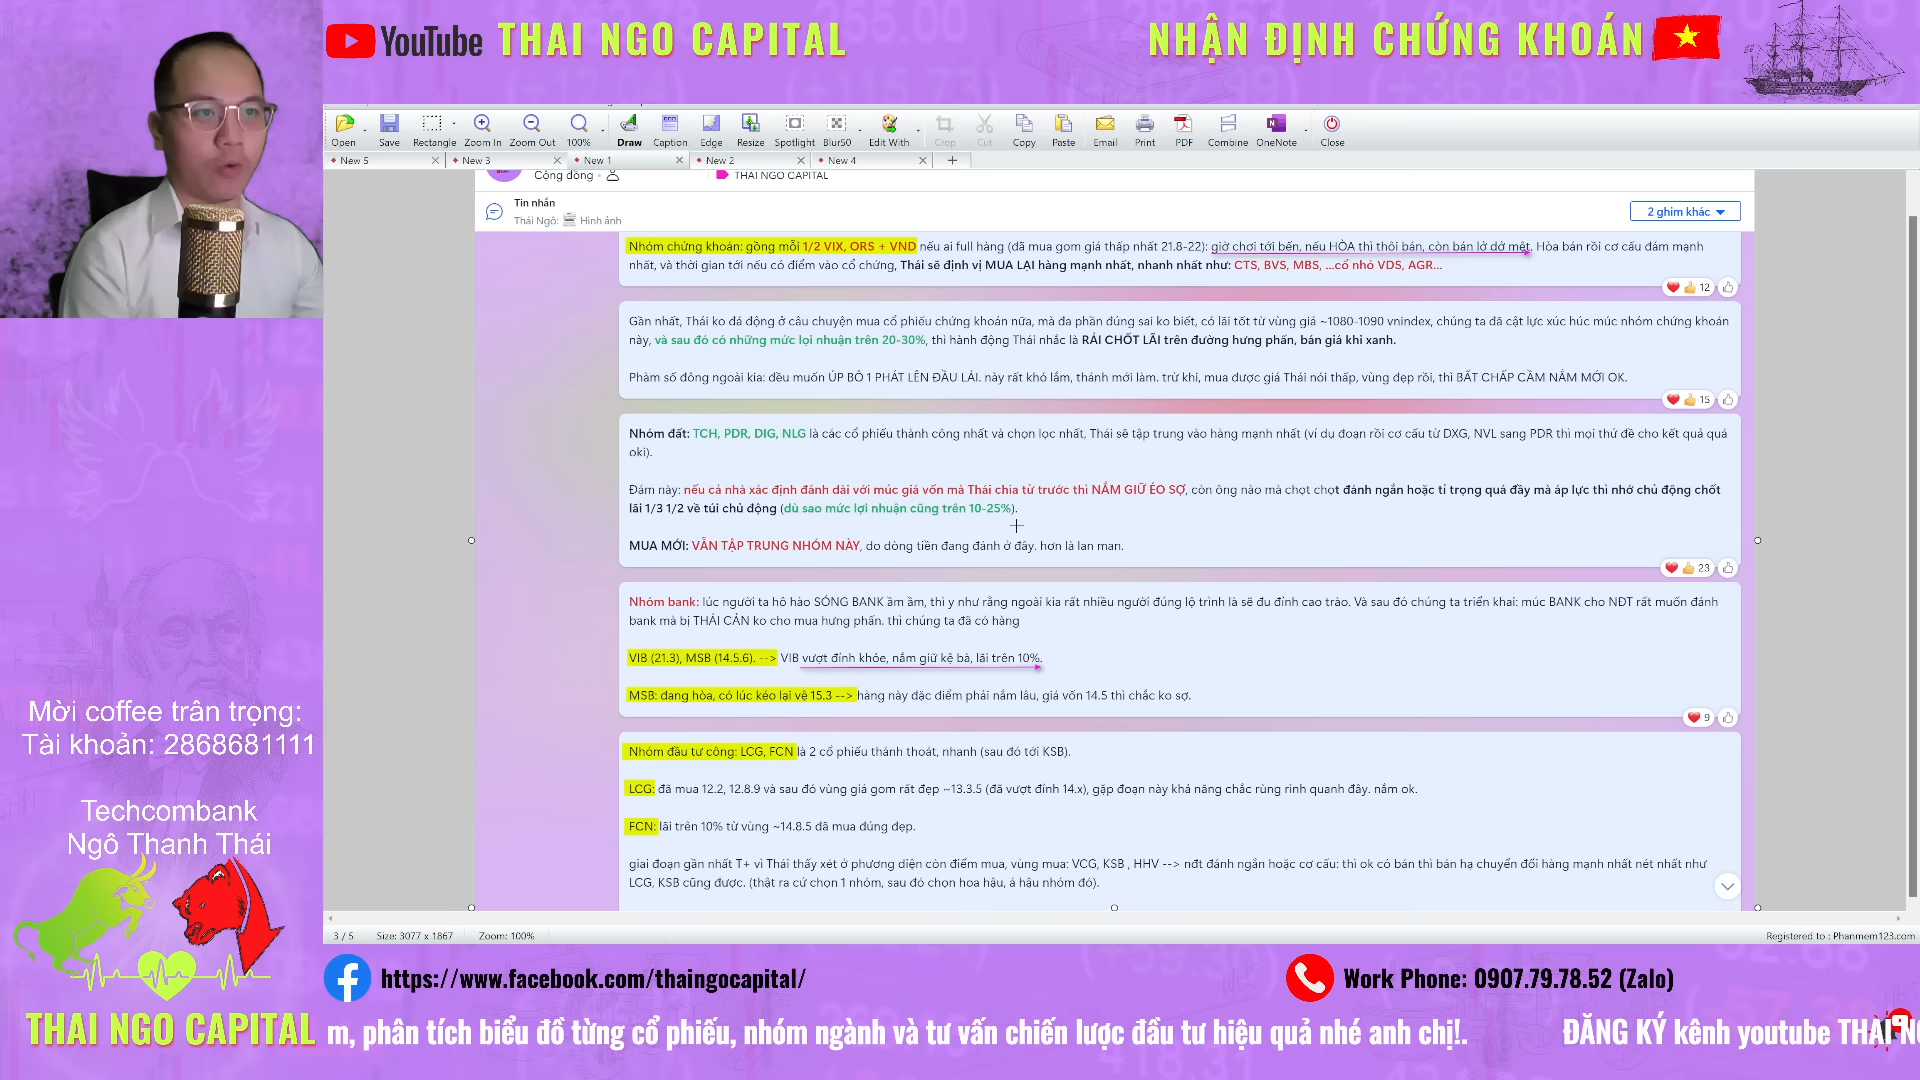 YouTube THAI NGO CAPITAL
NHẬN ĐỊNH CHỨNG KHOÁN
Open Save Rectangle Zoom In Zoom Out 100% Draw Caption Edge Resize Spotlight Blur50 Edit With Crop Cut Copy Paste Email Print PDF Combine OneNote Close
New 5 New 3 New 1 New 2 New 4
Cộng đồng THAI NGO CAPITAL
Tin nhắn
Thái Ngô: Hình ảnh
2 ghim khác
Nhóm chứng khoán: gồng mỗi 1/2 VIX, ORS + VND nếu ai full hàng (đã mua gom giá thấp nhất 21.8-22): giờ chơi tới bến, nếu HÒA thì thôi bán, còn bán lở dở mệt. Hòa bán rồi cơ cấu đám mạnh
nhất, và thời gian tới nếu có điểm vào cổ chứng, Thái sẽ định vị MUA LẠI hàng mạnh nhất, nhanh nhất như: CTS, BVS, MBS, ...cổ nhỏ VDS, AGR...
12
Gần nhất, Thái ko đá động ở câu chuyện mua cổ phiếu chứng khoán nữa, mà đa phần đúng sai ko biết, có lãi tốt từ vùng giá ~1080-1090 vnindex, chúng ta đã cật lực xúc húc múc nhóm chứng khoán
này, và sau đó có những mức lợi nhuận trên 20-30%, thì hành động Thái nhắc là RẢI CHỐT LÃI trên đường hưng phấn, bán giá khi xanh.
Phàm số đông ngoài kia: đều muốn ÚP BÔ 1 PHÁT LÊN ĐẦU LÁI. này rất khó lắm, thánh mới làm. trừ khi, mua được giá Thái nói thấp, vùng đẹp rồi, thì BẤT CHẤP CẦM NẮM MỚI OK.
15
Nhóm đất: TCH, PDR, DIG, NLG là các cổ phiếu thành công nhất và chọn lọc nhất, Thái sẽ tập trung vào hàng mạnh nhất (ví dụ đoạn rồi cơ cấu từ DXG, NVL sang PDR thì mọi thứ đề cho kết quả quá
oki).
Đám này: nếu cả nhà xác định đánh dài với múc giá vốn mà Thái chia từ trước thì NẮM GIỮ ÉO SỢ, còn ông nào mà chọt chọt đánh ngắn hoặc tỉ trọng quá đầy mà áp lực thì nhớ chủ động chốt
lãi 1/3 1/2 về túi chủ động (dù sao mức lợi nhuận cũng trên 10-25%).
MUA MỚI: VẪN TẬP TRUNG NHÓM NÀY, do dòng tiền đang đánh ở đây. hơn là lan man.
23
Nhóm bank: lúc người ta hô hào SÓNG BANK ầm ầm, thì y như rằng ngoài kia rất nhiều người đúng lộ trình là sẽ đu đỉnh cao trào. Và sau đó chúng ta triển khai: múc BANK cho NĐT rất muốn đánh
bank mà bị THÁI CẢN ko cho mua hưng phấn. thì chúng ta đã có hàng
VIB (21.3), MSB (14.5.6). --> VIB vượt đỉnh khỏe, nắm giữ kệ bà, lãi trên 10%.
MSB: đang hòa, có lúc kéo lại vệ 15.3 --> hàng này đặc điểm phải nắm lâu, giá vốn 14.5 thì chắc ko sợ.
9
Nhóm đầu tư công: LCG, FCN là 2 cổ phiếu thánh thoát, nhanh (sau đó tới KSB).
LCG: đã mua 12.2, 12.8.9 và sau đó vùng giá gom rất đẹp ~13.3.5 (đã vượt đỉnh 14.x), gặp đoạn này khả năng chắc rùng rình quanh đây. nắm ok.
FCN: lãi trên 10% từ vùng ~14.8.5 đã mua đúng đẹp.
giai đoạn gần nhất T+ vì Thái thấy xét ở phương diện còn điểm mua, vùng mua: VCG, KSB , HHV --> nđt đánh ngắn hoặc cơ cấu: thì ok có bán thì bán hạ chuyển đổi hàng mạnh nhất nét nhất như
LCG, KSB cũng được. (thật ra cứ chọn 1 nhóm, sau đó chọn hoa hậu, á hậu nhóm đó).
3 / 5 Size: 3077 x 1867 Zoom: 100% Registered to : Phanmem123.com
Mời coffee trân trọng:
Tài khoản: 2868681111
Techcombank
Ngô Thanh Thái
THAI NGO CAPITAL
https://www.facebook.com/thaingocapital/
Work Phone: 0907.79.78.52 (Zalo)
m, phân tích biểu đồ từng cổ phiếu, nhóm ngành và tư vấn chiến lược đầu tư hiệu quả nhé anh chị!. ĐĂNG KÝ kênh youtube THAI